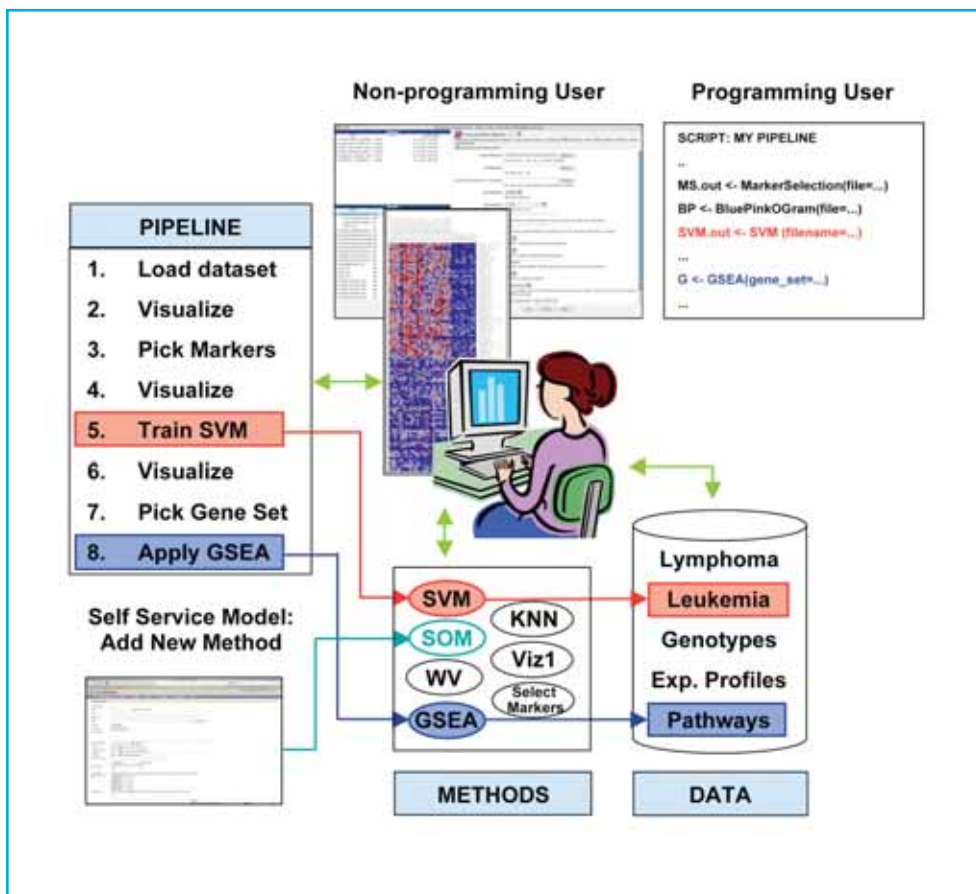 Non-programming User
Programming User
SCRIPT: MY PIPELINE
..
MS.out <- MarkerSelection(file=...)
BP <- BluePinkOGram(file=...)
SVM.out <- SVM (filename=...)
...
G <- GSEA(gene_set=...)
...
PIPELINE
1. Load dataset
2. Visualize
3. Pick Markers
4. Visualize
5. Train SVM
6. Visualize
7. Pick Gene Set
8. Apply GSEA
Self Service Model:
Add New Method
SVM
SOM
WV
GSEA
KNN
Viz1
Select
Markers
METHODS
Lymphoma
Leukemia
Genotypes
Exp. Profiles
Pathways
DATA